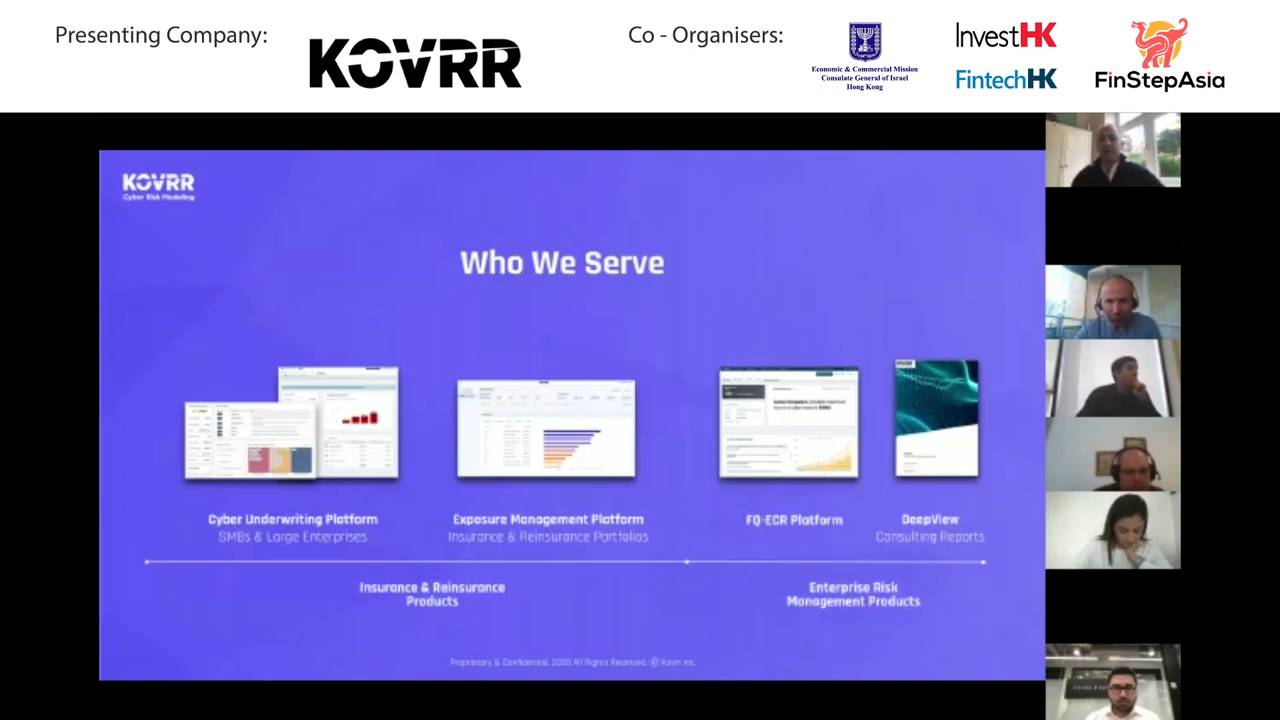 Presenting Company:
KOVRR
Co - Organisers:
Economic & Commercial Mission
Consulate General of Israel
Hong Kong
InvestHK
FintechHK
FinStepAsia
KOVRR
Cyber Risk Modeling
Who We Serve
Cyber Underwriting Platform
SMBs & Large Enterprises
Exposure Management Platform
Insurance & Reinsurance Portfolios
FQ-ECR Platform
DeepView
Consulting Reports
Insurance & Reinsurance
Products
Enterprise Risk
Management Products
Proprietary & Confidential, 2020 All Rights Reserved, © Kovrr Inc.